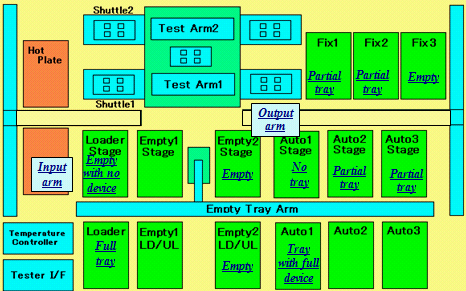 Shuttle2
Hot
Plate
Test Arm2
Test Arm1
Shuttle1
Fix1
Partial
tray
Fix2
Partial
tray
Fix3
Empty
Output
arm
Input
arm
Loader
Stage
Empty
with no
device
Empty1
Stage
Empty2
Stage
Empty
Auto1
Stage
No
tray
Auto2
Stage
Partial
tray
Auto3
Stage
Partial
tray
Empty Tray Arm
Temperature
Controller
Tester I/F
Loader
Full
tray
Empty1
LD/UL
Empty2
LD/UL
Empty
Auto1
Tray
with full
device
Auto2
Auto3